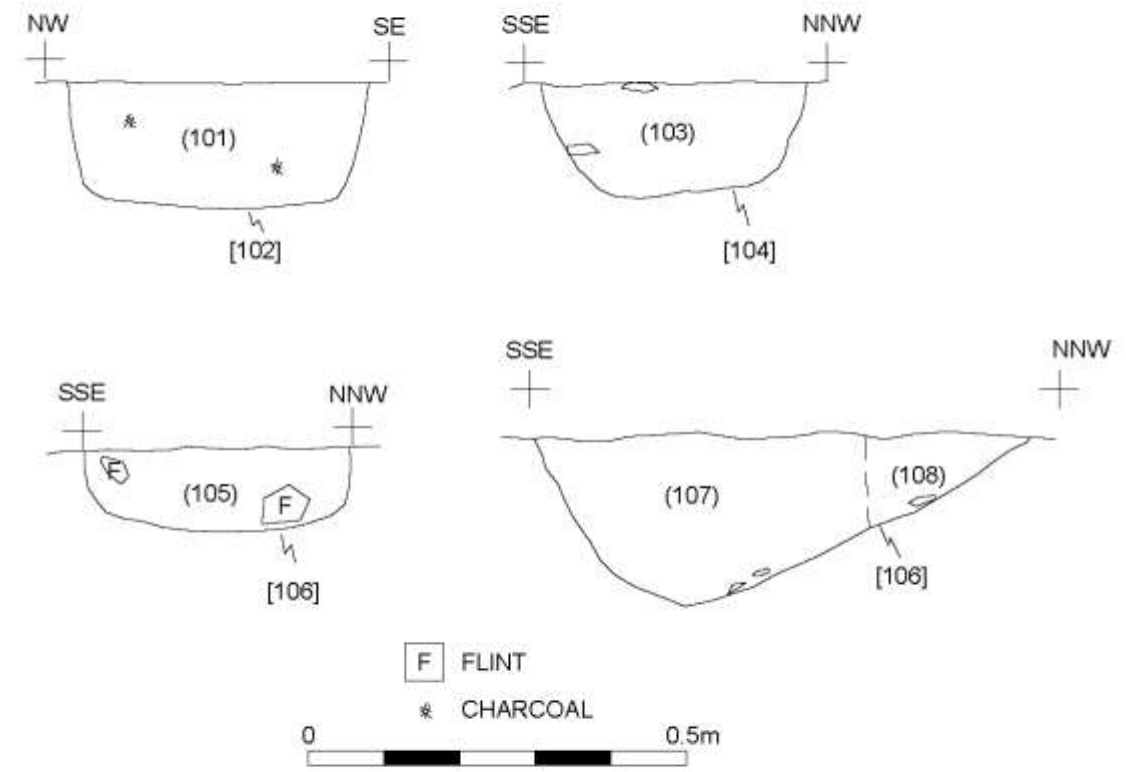 NW SE
(101)
[102]
SSE NNW
(103)
[104]
SSE NNW
F
(105)
F
[106]
SSE NNW
(107)
(108)
[106]
F FLINT
CHARCOAL
0 0.5m